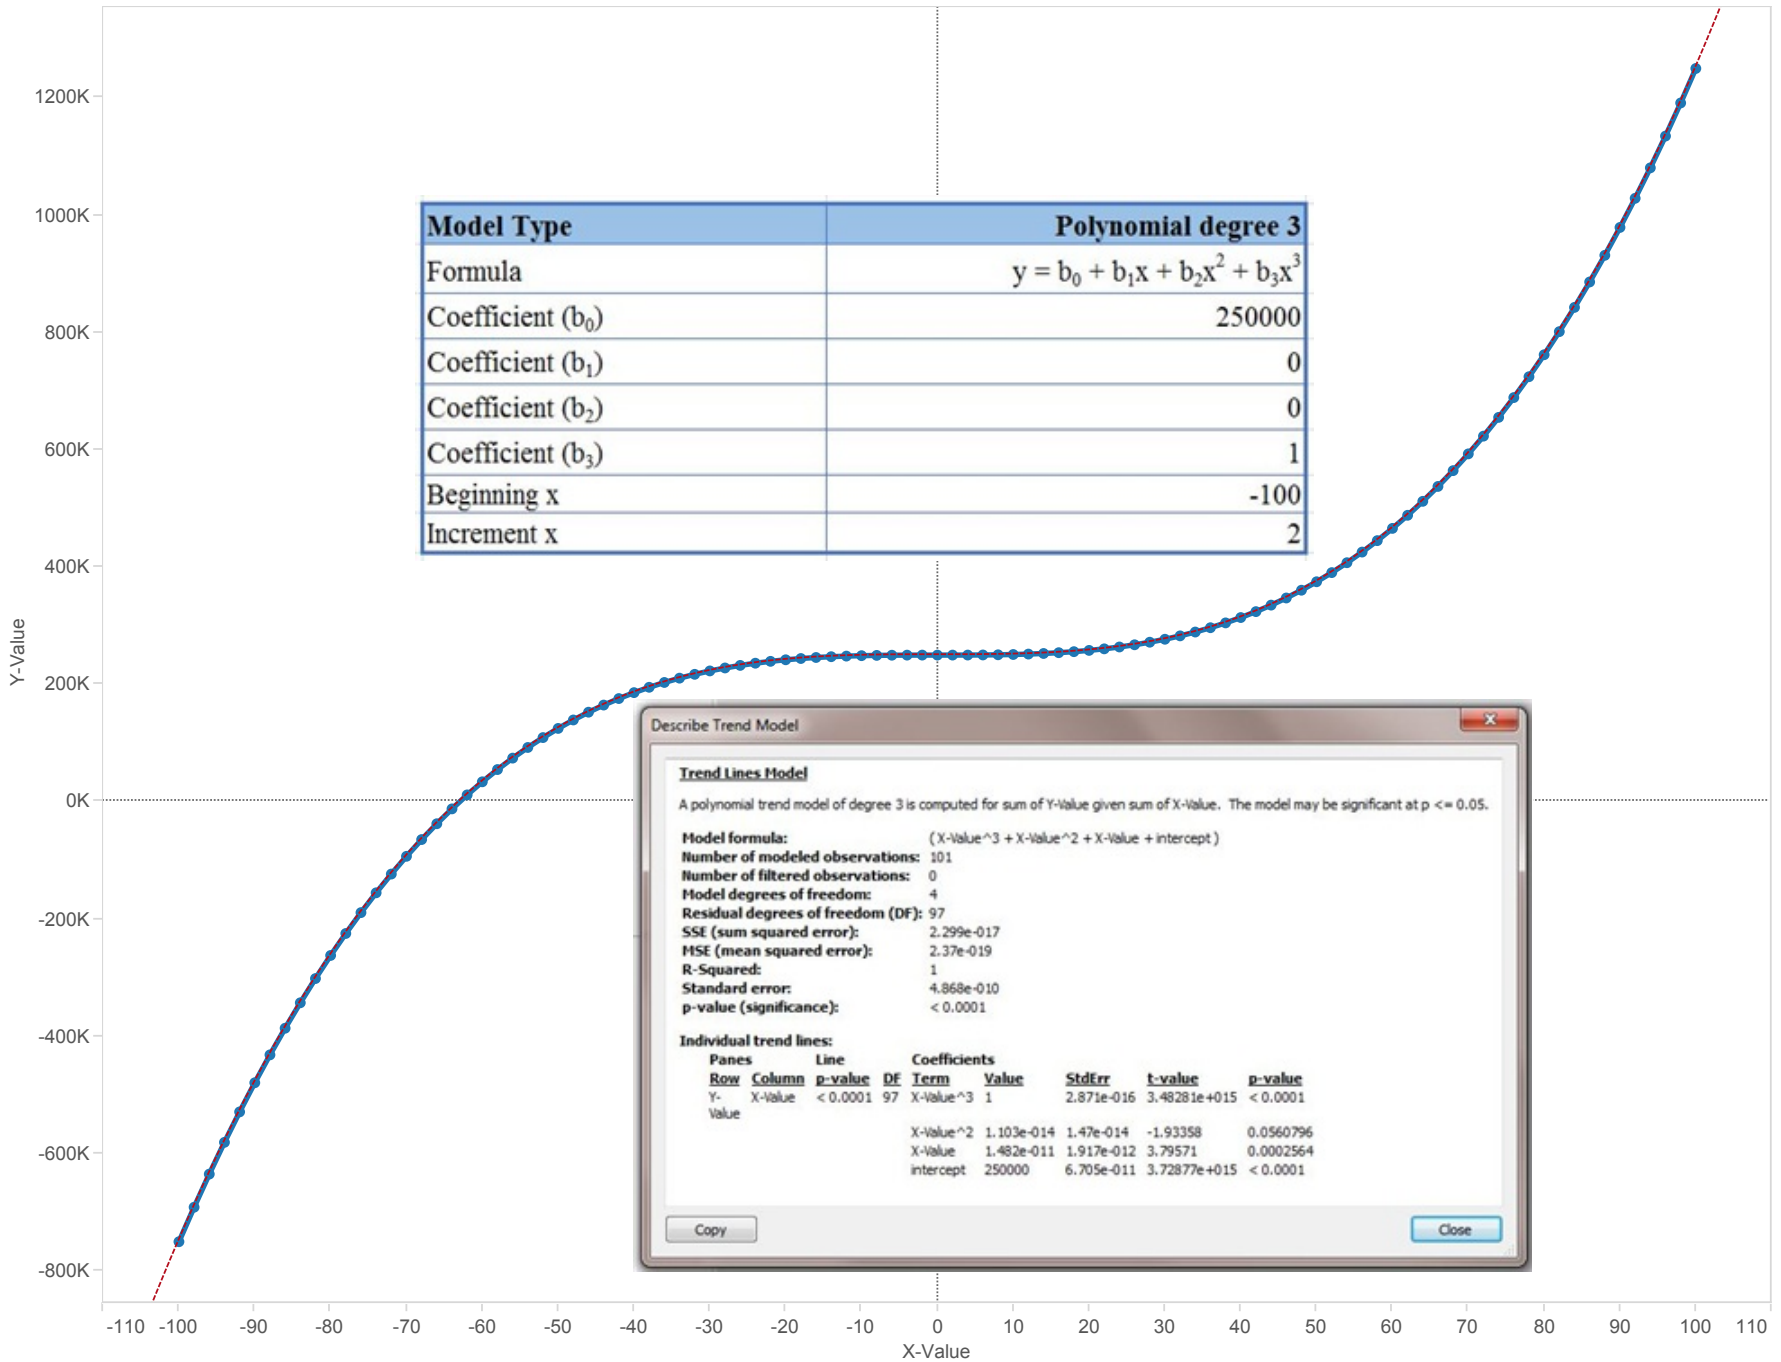 1200K
1000K
800K
600K
400K
200K
0K
-200K
-400K
-600K
-800K
Y-Value
Model Type Polynomial degree 3
Formula y = b₀ + b₁x + b₂x² + b₃x³
Coefficient (b₀) 250000
Coefficient (b₁) 0
Coefficient (b₂) 0
Coefficient (b₃) 1
Beginning x -100
Increment x 2
Describe Trend Model
Trend Lines Model
A polynomial trend model of degree 3 is computed for sum of Y-Value given sum of X-Value. The model may be significant at p <= 0.05.
Model formula: ( X-Value^3 + X-Value^2 + X-Value + intercept )
Number of modeled observations: 101
Number of filtered observations: 0
Model degrees of freedom: 4
Residual degrees of freedom (DF): 97
SSE (sum squared error): 2.299e-017
MSE (mean squared error): 2.37e-019
R-Squared: 1
Standard error: 4.868e-010
p-value (significance): < 0.0001
Individual trend lines:
Panes Line Coefficients
Row Column p-value DF Term Value StdErr t-value p-value
Y- X-Value < 0.0001 97 X-Value^3 1 2.871e-016 3.48281e+015 < 0.0001
Value
X-Value^2 1.103e-014 1.47e-014 -1.93358 0.0560796
X-Value 1.482e-011 1.917e-012 3.79571 0.0002564
intercept 250000 6.705e-011 3.72877e+015 < 0.0001
Copy Close
-110 -100 -90 -80 -70 -60 -50 -40 -30 -20 -10 0 10 20 30 40 50 60 70 80 90 100 110
X-Value